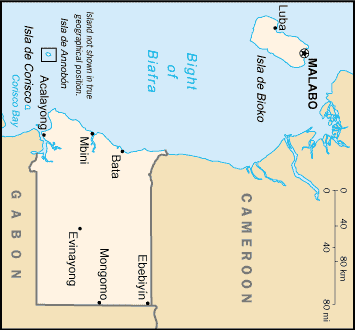 0 40 80 km
0 40 80 mi
MALABO
Luba
Isla de Bioko
CAMEROON
Bight
of
Biafra
Ebebiyin
Bata
Mongomo
Mbini
Evinayong
Island not shown in true
geographical position.
Isla de Annobón
Acalayong
Isla de Corisco
Corisco Bay
GABON